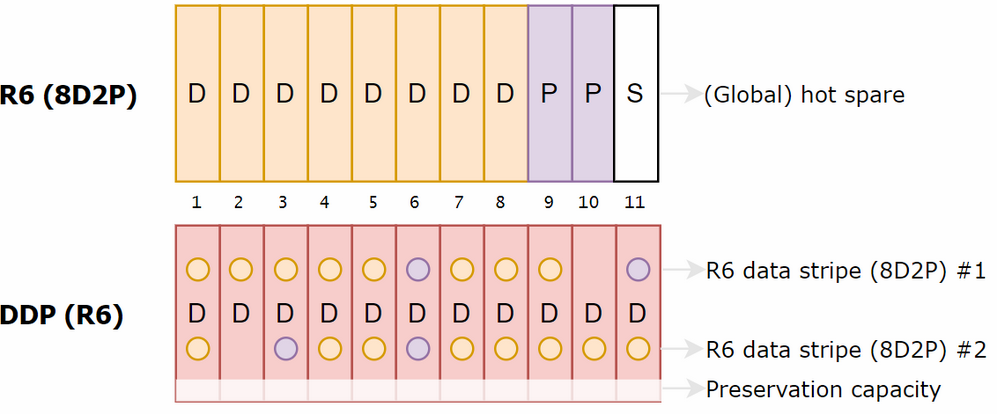 R6 (8D2P) D D D D D D D D P P S (Global) hot spare
1 2 3 4 5 6 7 8 9 10 11
R6 data stripe (8D2P) #1
DDP (R6) D D D D D D D D D D D
R6 data stripe (8D2P) #2
Preservation capacity